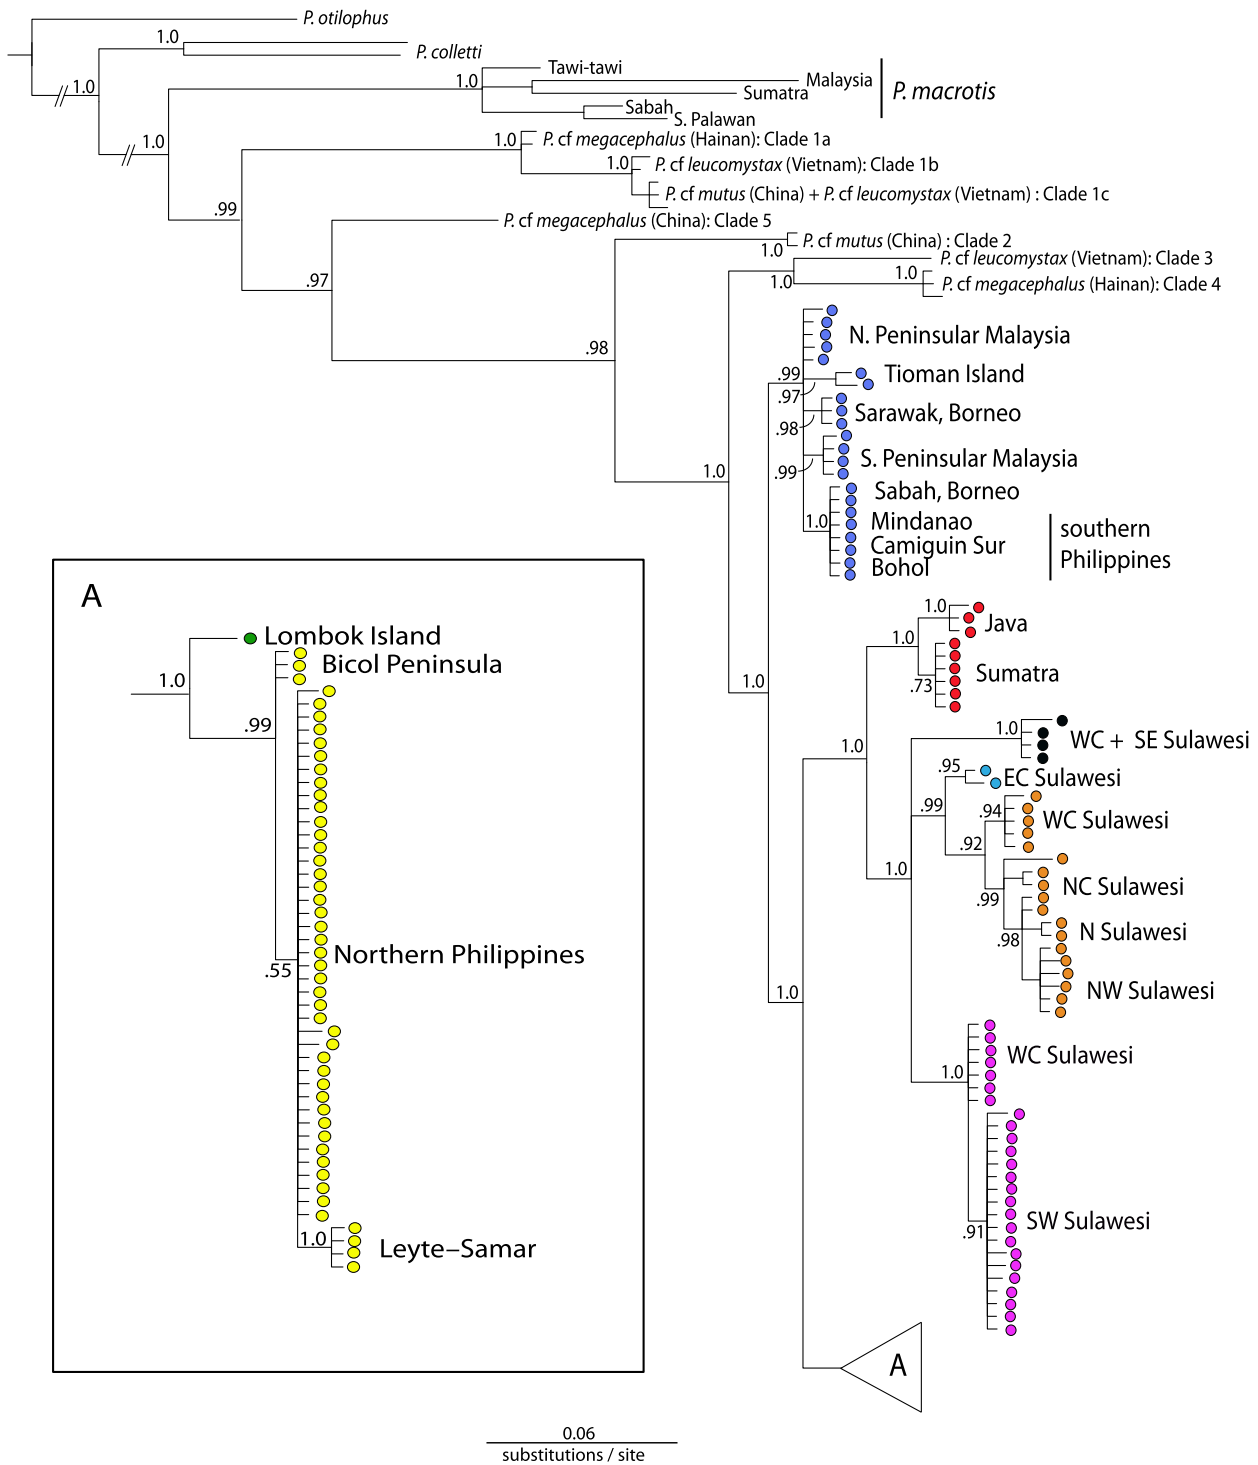 P. otilophus
1.0
P. colletti
1.0
Tawi-tawi
1.0
Malaysia
Sumatra
P. macrotis
Sabah
S. Palawan
1.0
1.0
P. cf megacephalus (Hainan): Clade 1a
1.0
P. cf leucomystax (Vietnam): Clade 1b
P. cf mutus (China) + P. cf leucomystax (Vietnam) : Clade 1c
.99
P. cf megacephalus (China): Clade 5
P. cf mutus (China) : Clade 2
1.0
P. cf leucomystax (Vietnam): Clade 3
.97
1.0
1.0
P. cf megacephalus (Hainan): Clade 4
N. Peninsular Malaysia
.98
.99
Tioman Island
.97
Sarawak, Borneo
.98
S. Peninsular Malaysia
.99
1.0
Sabah, Borneo
1.0
Mindanao
Camiguin Sur
Bohol
southern
Philippines
A
Lombok Island
Bicol Peninsula
1.0
.99
Northern Philippines
.55
1.0
Leyte–Samar
1.0
Java
1.0
Sumatra
.73
1.0
1.0
WC + SE Sulawesi
1.0
.95
EC Sulawesi
.99
.94
WC Sulawesi
.92
1.0
NC Sulawesi
.99
N Sulawesi
.98
NW Sulawesi
1.0
WC Sulawesi
1.0
SW Sulawesi
.91
A
0.06
substitutions / site